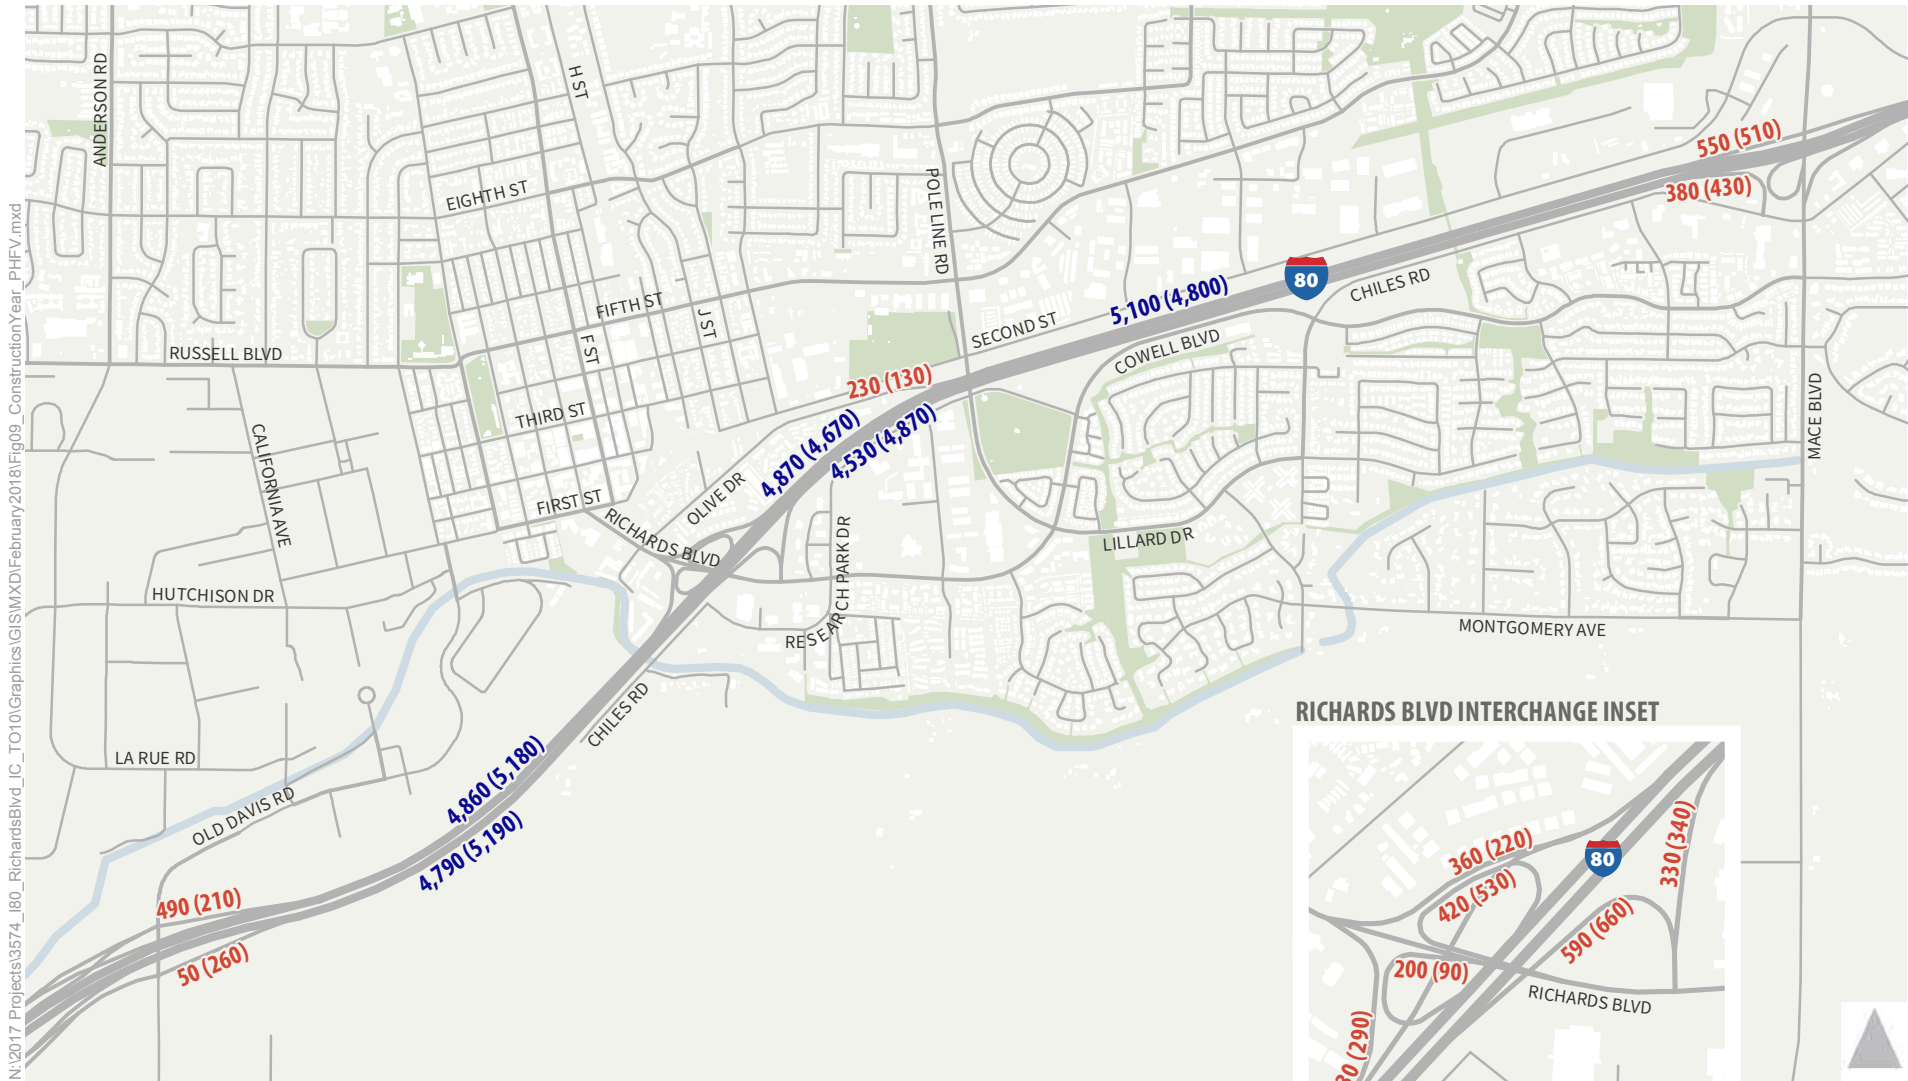 N:\2017 Projects\3574_I80_RichardsBlvd_IC_TO10\Graphics\GIS\MXD\February2018\Fig09_ConstructionYear_PHFV.mxd
ANDERSON RD
H ST
EIGHTH ST
POLE LINE RD
550 (510)
380 (430)
FIFTH ST
J ST
F ST
RUSSELL BLVD
THIRD ST
FIRST ST
SECOND ST
5,100 (4,800)
80
CHILES RD
COWELL BLVD
230 (130)
4,870 (4,670)
4,530 (4,870)
MACE BLVD
CALIFORNIA AVE
OLIVE DR
RICHARDS BLVD
RESEARCH PARK DR
LILLARD DR
HUTCHISON DR
MONTGOMERY AVE
CHILES RD
LA RUE RD
OLD DAVIS RD
4,860 (5,180)
4,790 (5,190)
490 (210)
50 (260)
RICHARDS BLVD INTERCHANGE INSET
360 (220)
420 (530)
80
330 (340)
590 (660)
200 (90)
RICHARDS BLVD
(290)